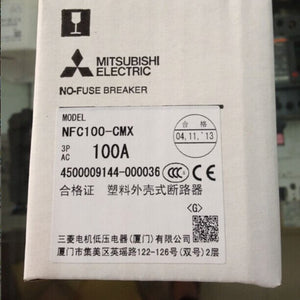 MITSUBISHI
ELECTRIC
NO-FUSE BREAKER
MODEL
NFC100-CMX
3P
AC 100A
合格
04,11,'13
4500009144-000036
CCC
合格证 塑料外壳式断路器
<G>
三菱电机低压电器(厦门)有限公司
厦门市集美区英瑶路122-126号(双号)2层